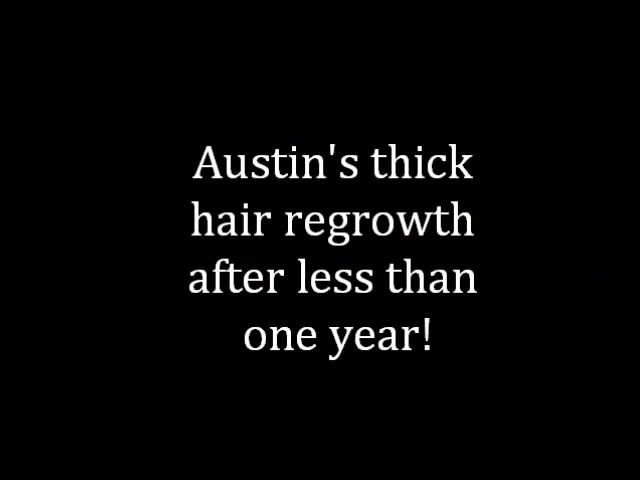 Austin's thick
hair regrowth
after less than
one year!